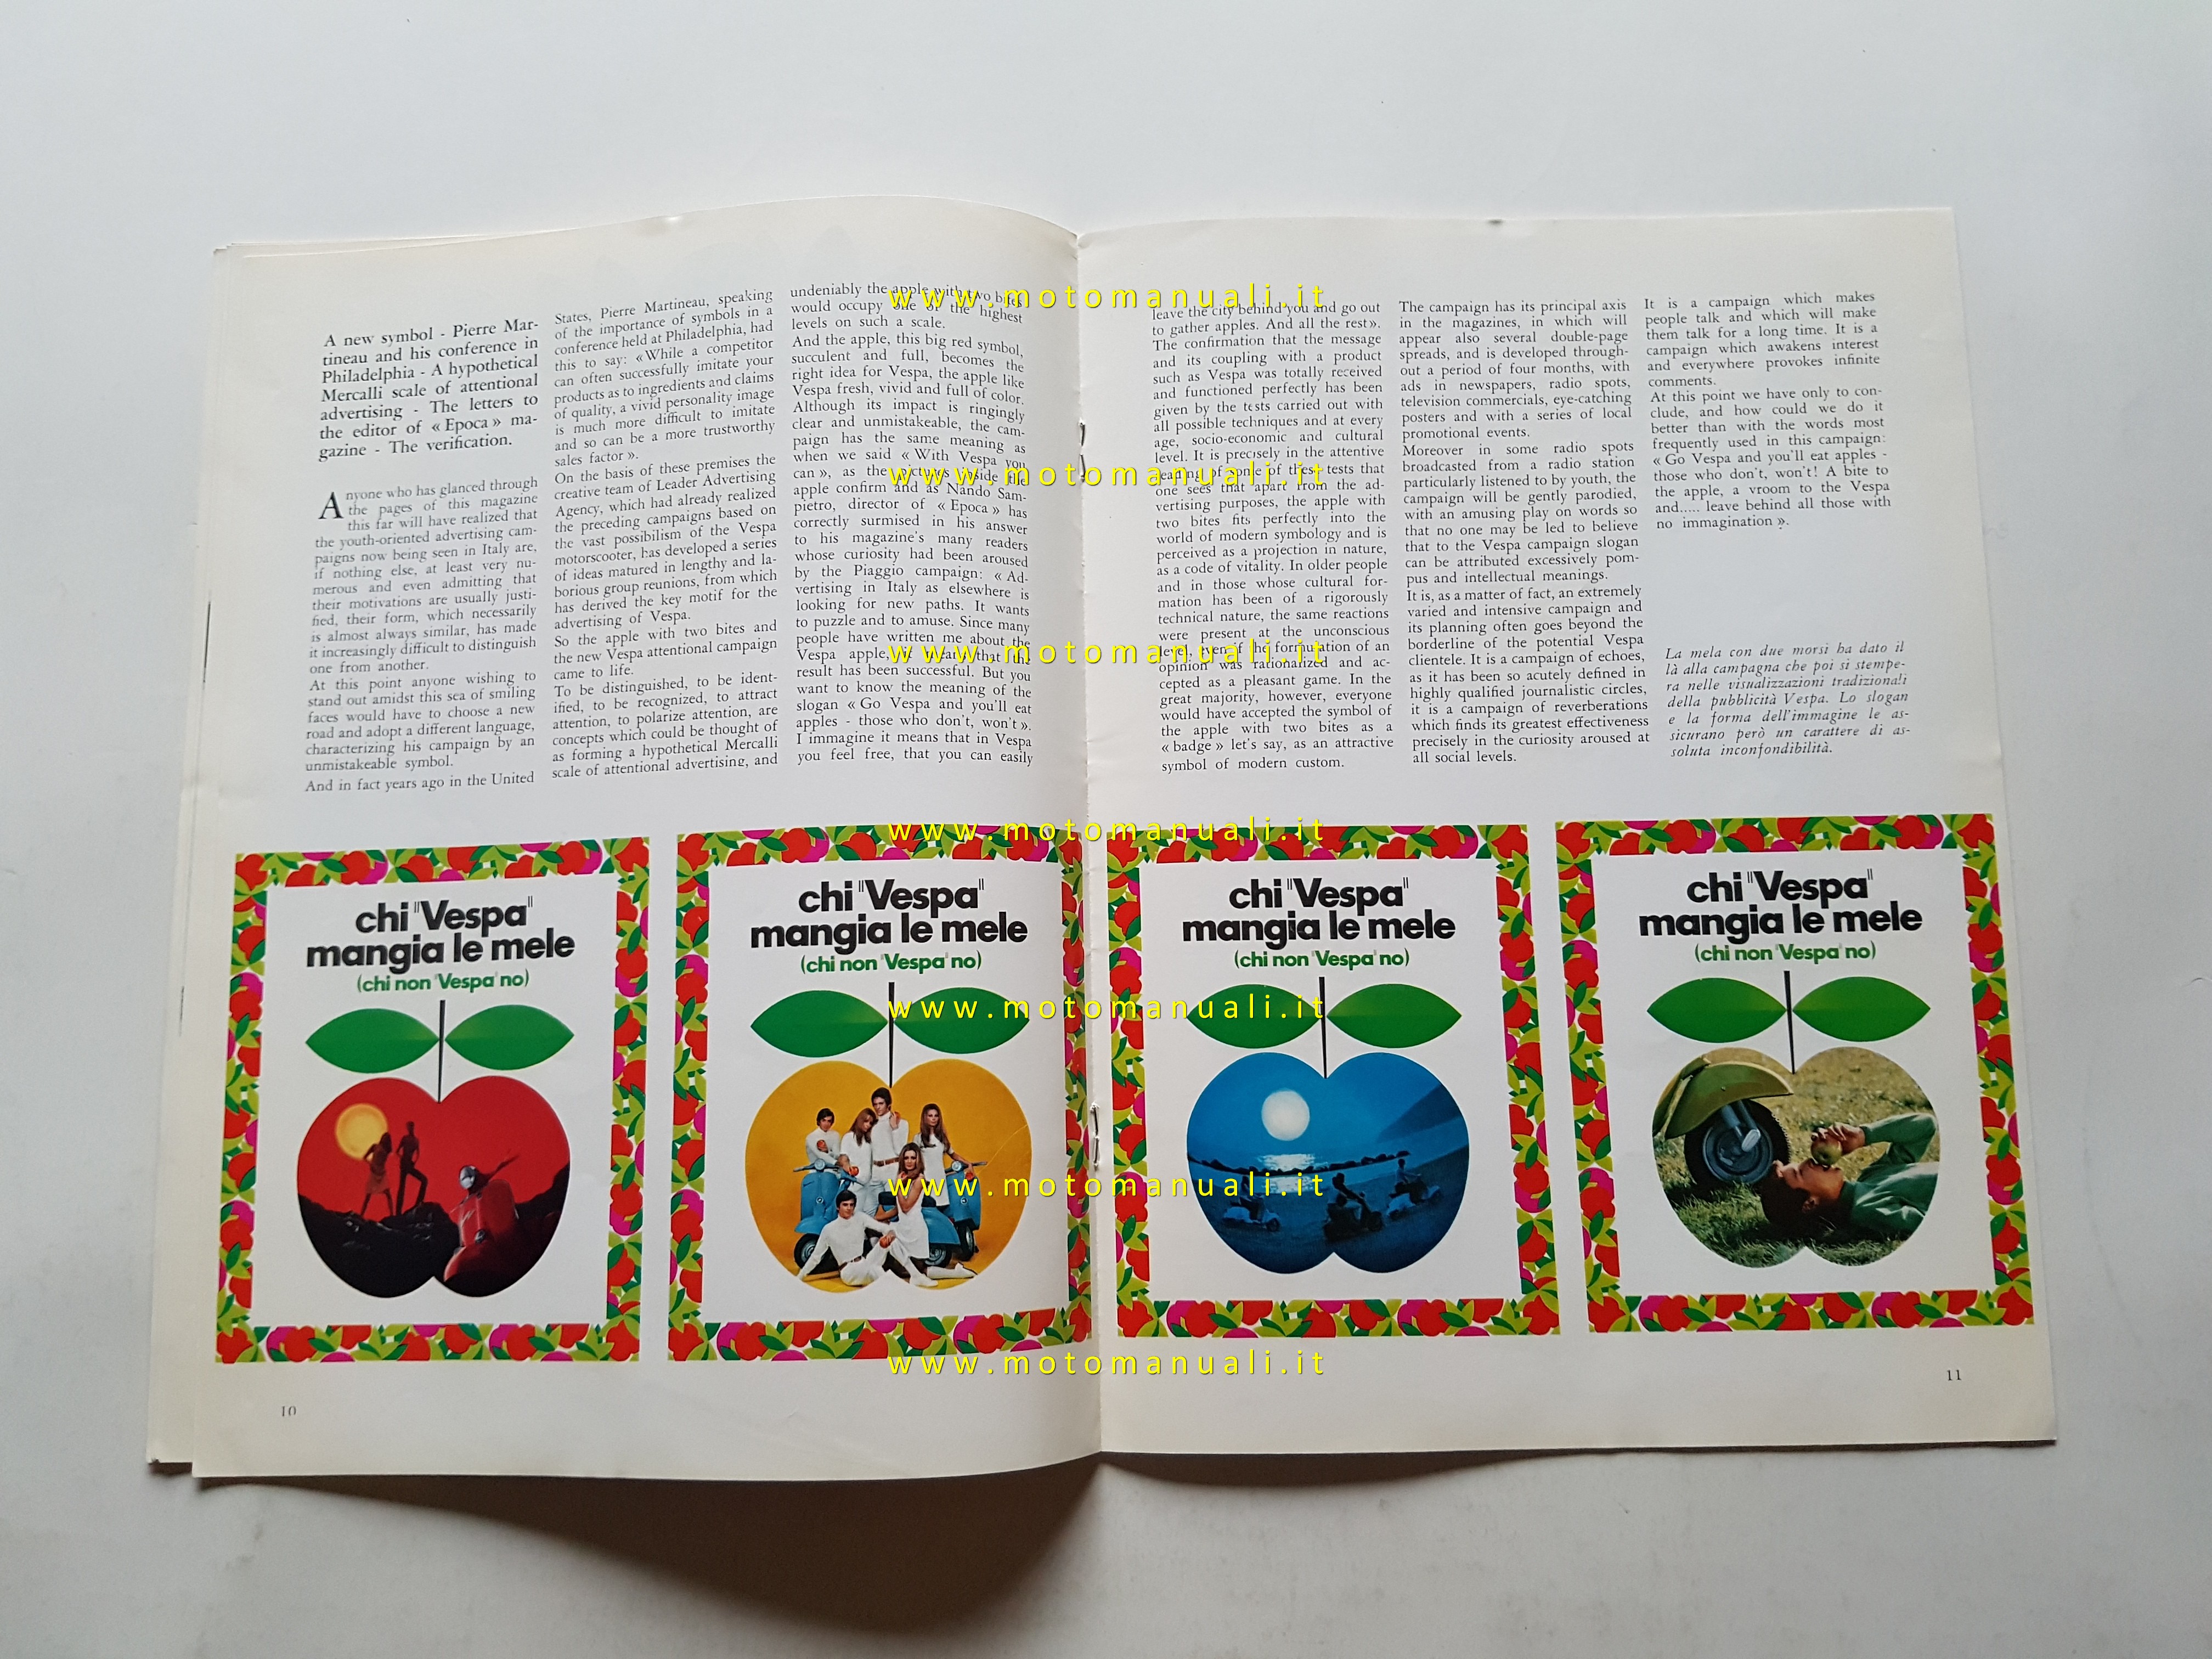 A new symbol - Pierre Mar-
tineau and his conference in
Philadelphia - A hypothetical
Mercalli scale of attentional
advertising - The letters to
the editor of « Epoca » ma-
gazine - The verification.
Anyone who has glanced through
the pages of this magazine
this far will have realized that
the youth-oriented advertising cam-
paigns now being seen in Italy are,
if nothing else, at least very nu-
merous and even admitting that
their motivations are usually justi-
fied, their form, which necessarily
is almost always similar, has made
it increasingly difficult to distinguish
one from another.
At this point anyone wishing to
stand out amidst this sea of smiling
faces would have to choose a new
road and adopt a different language,
characterizing his campaign by an
unmistakeable symbol.
And in fact years ago in the United
States, Pierre Martineau, speaking
of the importance of symbols in a
conference held at Philadelphia, had
this to say: « While a competitor
can often successfully imitate your
products as to ingredients and claims
of quality, a vivid personality image
is much more difficult to imitate
and so can be a more trustworthy
sales factor ».
On the basis of these premises the
creative team of Leader Advertising
Agency, which had already realized
the preceding campaigns based on
the vast possibilism of the Vespa
motorscooter, has developed a series
of ideas matured in lengthy and la-
borious group reunions, from which
has derived the key motif for the
advertising of Vespa.
So the apple with two bites and
the new Vespa attentional campaign
came to life.
To be distinguished, to be ident-
ified, to be recognized, to attract
attention, to polarize attention, are
concepts which could be thought of
as forming a hypothetical Mercalli
scale of attentional advertising, and
undeniably the apple with two bites
would occupy one of the highest
levels on such a scale.
And the apple, this big red symbol,
succulent and full, becomes the
right idea for Vespa, the apple like
Vespa fresh, vivid and full of color.
Although its impact is ringingly
clear and unmistakeable, the cam-
paign has the same meaning as
when we said « With Vespa you
can », as the pictures inside the
apple confirm and as Nando Sam-
pietro, director of « Epoca » has
correctly surmised in his answer
to his magazine's many readers
whose curiosity had been aroused
by the Piaggio campaign: « Ad-
vertising in Italy as elsewhere is
looking for new paths. It wants
to puzzle and to amuse. Since many
people have written me about the
Vespa apple, it means that the
result has been successful. But you
want to know the meaning of the
slogan « Go Vespa and you'll eat
apples - those who don't, won't ».
I imagine it means that in Vespa
you feel free, that you can easily
leave the city behind you and go out
to gather apples. And all the rest ».
The confirmation that the message
and its coupling with a product
such as Vespa was totally received
and functioned perfectly has been
given by the tests carried out with
all possible techniques and at every
age, socio-economic and cultural
level. It is precisely in the attentive
reading of some of these tests that
one sees that apart from the ad-
vertising purposes, the apple with
two bites fits perfectly into the
world of modern symbology and is
perceived as a projection in nature,
as a code of vitality. In older people
and in those whose cultural for-
mation has been of a rigorously
technical nature, the same reactions
were present at the unconscious
level, even if the formulation of an
opinion was rationalized and ac-
cepted as a pleasant game. In the
great majority, however, everyone
would have accepted the symbol of
the apple with two bites as a
« badge » let's say, as an attractive
symbol of modern custom.
The campaign has its principal axis
in the magazines, in which will
appear also several double-page
spreads, and is developed through-
out a period of four months, with
ads in newspapers, radio spots,
television commercials, eye-catching
posters and with a series of local
promotional events.
Moreover in some radio spots
broadcasted from a radio station
particularly listened to by youth, the
campaign will be gently parodied,
with an amusing play on words so
that no one may be led to believe
that to the Vespa campaign slogan
can be attributed excessively pom-
pus and intellectual meanings.
It is, as a matter of fact, an extremely
varied and intensive campaign and
its planning often goes beyond the
borderline of the potential Vespa
clientele. It is a campaign of echoes,
as it has been so acutely defined in
highly qualified journalistic circles,
it is a campaign of reverberations
which finds its greatest effectiveness
precisely in the curiosity aroused at
all social levels.
It is a campaign which makes
people talk and which will make
them talk for a long time. It is a
campaign which awakens interest
and everywhere provokes infinite
comments.
At this point we have only to con-
clude, and how could we do it
better than with the words most
frequently used in this campaign:
« Go Vespa and you'll eat apples -
those who don't, won't! A bite to
the apple, a vroom to the Vespa
and..... leave behind all those with
no immagination ».
La mela con due morsi ha dato il
là alla campagna che poi si stempe-
ra nelle visualizzazioni tradizionali
della pubblicità Vespa. Lo slogan
e la forma dell'immagine le as-
sicurano però un carattere di as-
soluta inconfondibilità.
chi "Vespa"
mangia le mele
(chi non "Vespa" no)
chi "Vespa"
mangia le mele
(chi non "Vespa" no)
chi "Vespa"
mangia le mele
(chi non "Vespa" no)
chi "Vespa"
mangia le mele
(chi non "Vespa" no)
10
11
www.motomanuali.it
www.motomanuali.it
www.motomanuali.it
www.motomanuali.it
www.motomanuali.it
www.motomanuali.it
www.motomanuali.it